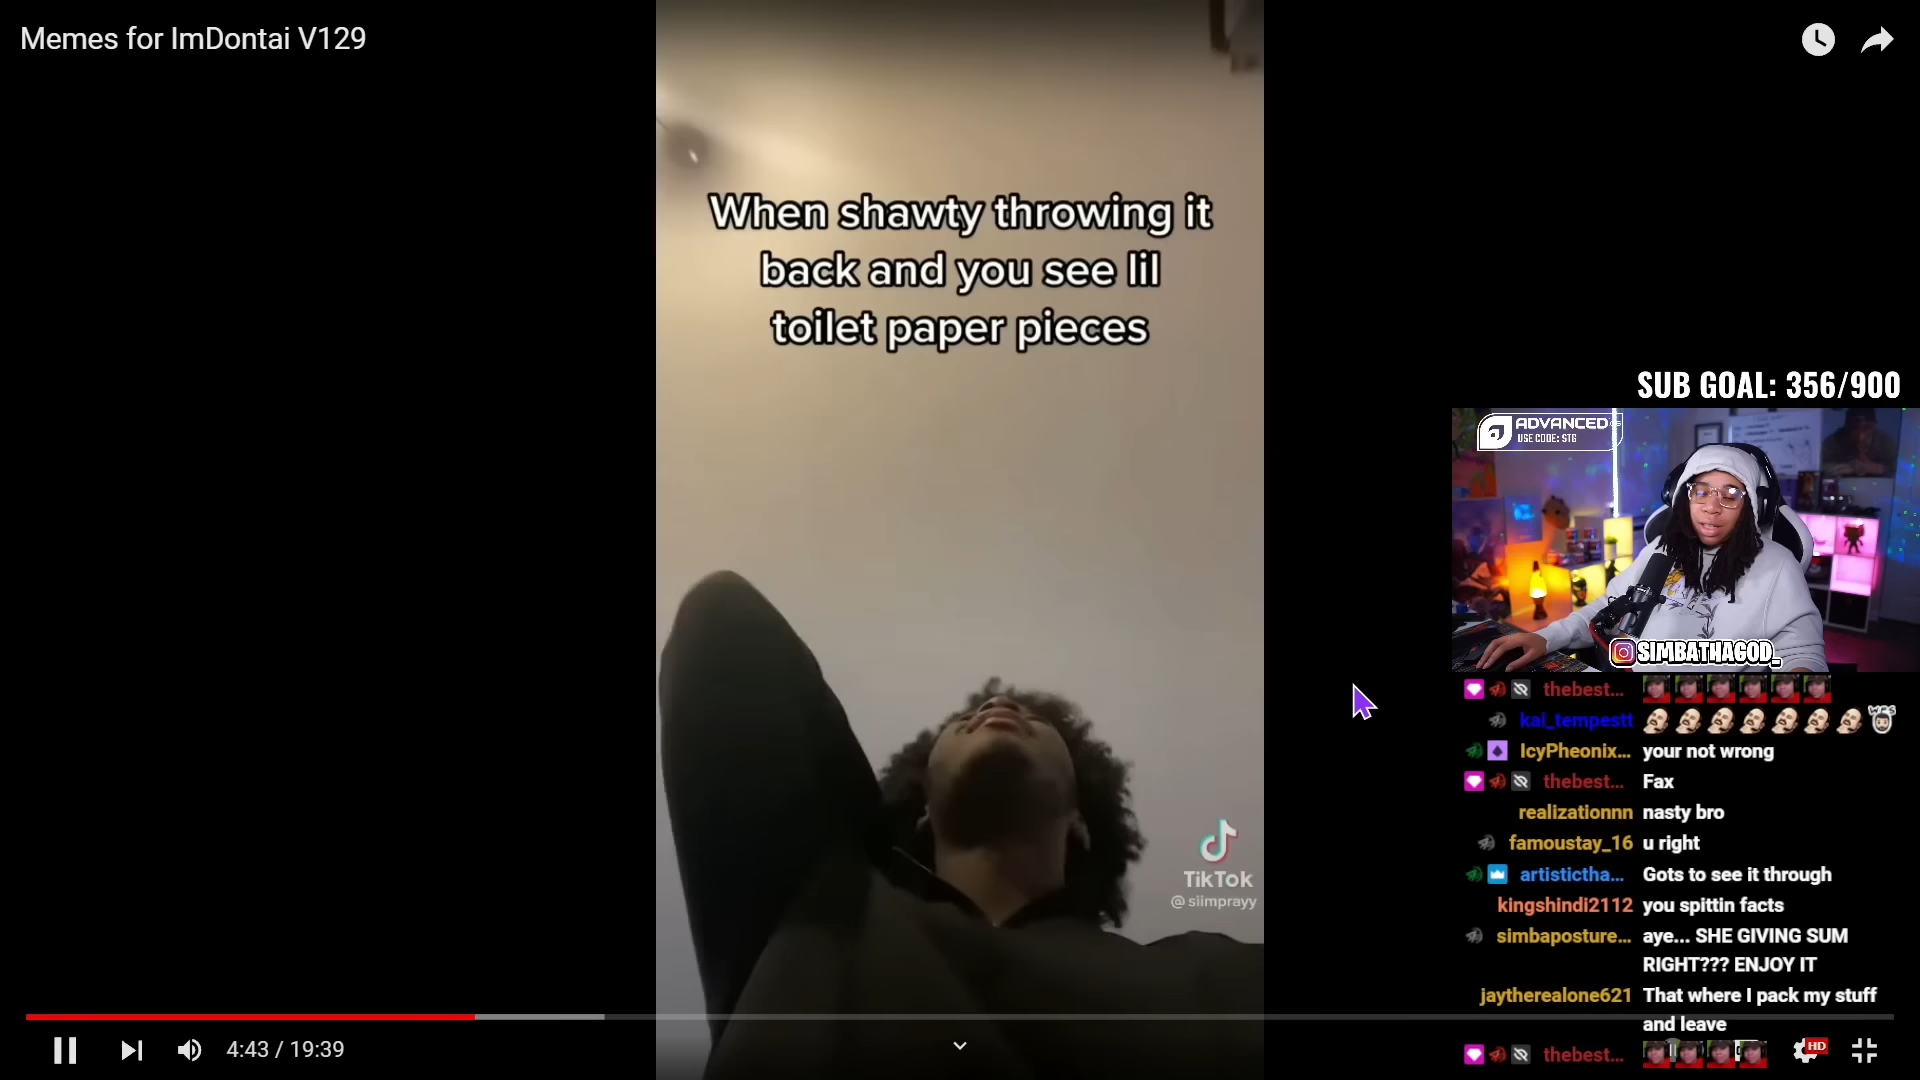 Memes for ImDontai V129
When shawty throwing it
back and you see lil
toilet paper pieces
TikTok
@siimprayy
SUB GOAL: 356/900
ADVANCED
USE CODE: STG
SIMBATHAGOD_
thebest...
kai_tempestt
IcyPheonix... your not wrong
thebest... Fax
realizationnn nasty bro
famoustay_16 u right
artistictha... Gots to see it through
kingshindi2112 you spittin facts
simbaposture... aye... SHE GIVING SUM
RIGHT??? ENJOY IT
jaytherealone621 That where I pack my stuff
and leave
thebest...
4:43 / 19:39
HD